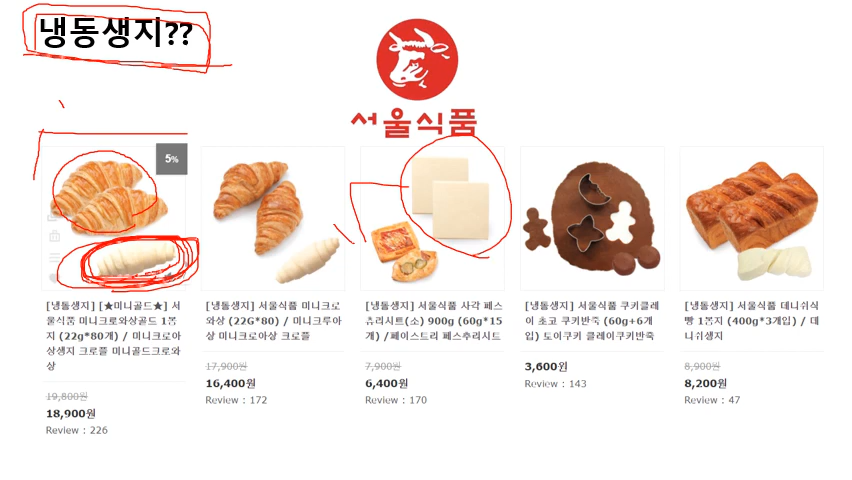 냉동생지??
서울식품
5%
[냉동생지] [★미니골드★] 서
울식품 미니크로와상골드 1봉
지 (22g*80개) / 미니크로아
상생지 크로플 미니골드크로와
상
19,800원
18,900원
Review : 226
[냉동생지] 서울식품 미니크로
와상 (22G*80) / 미니크루아
상 미니크로아상 크로플
17,900원
16,400원
Review : 172
[냉동생지] 서울식품 사각 페스
츄리시트(소) 900g (60g*15
개) /페이스트리 페스추리시트
7,900원
6,400원
Review : 170
[냉동생지] 서울식품 쿠키클레
이 초코 쿠키반죽 (60g+6개
입) 토이쿠키 클레이쿠키반죽
3,600원
Review : 143
[냉동생지] 서울식품 데니쉬식
빵 1봉지 (400g*3개입) / 데
니쉬생지
8,900원
8,200원
Review : 47